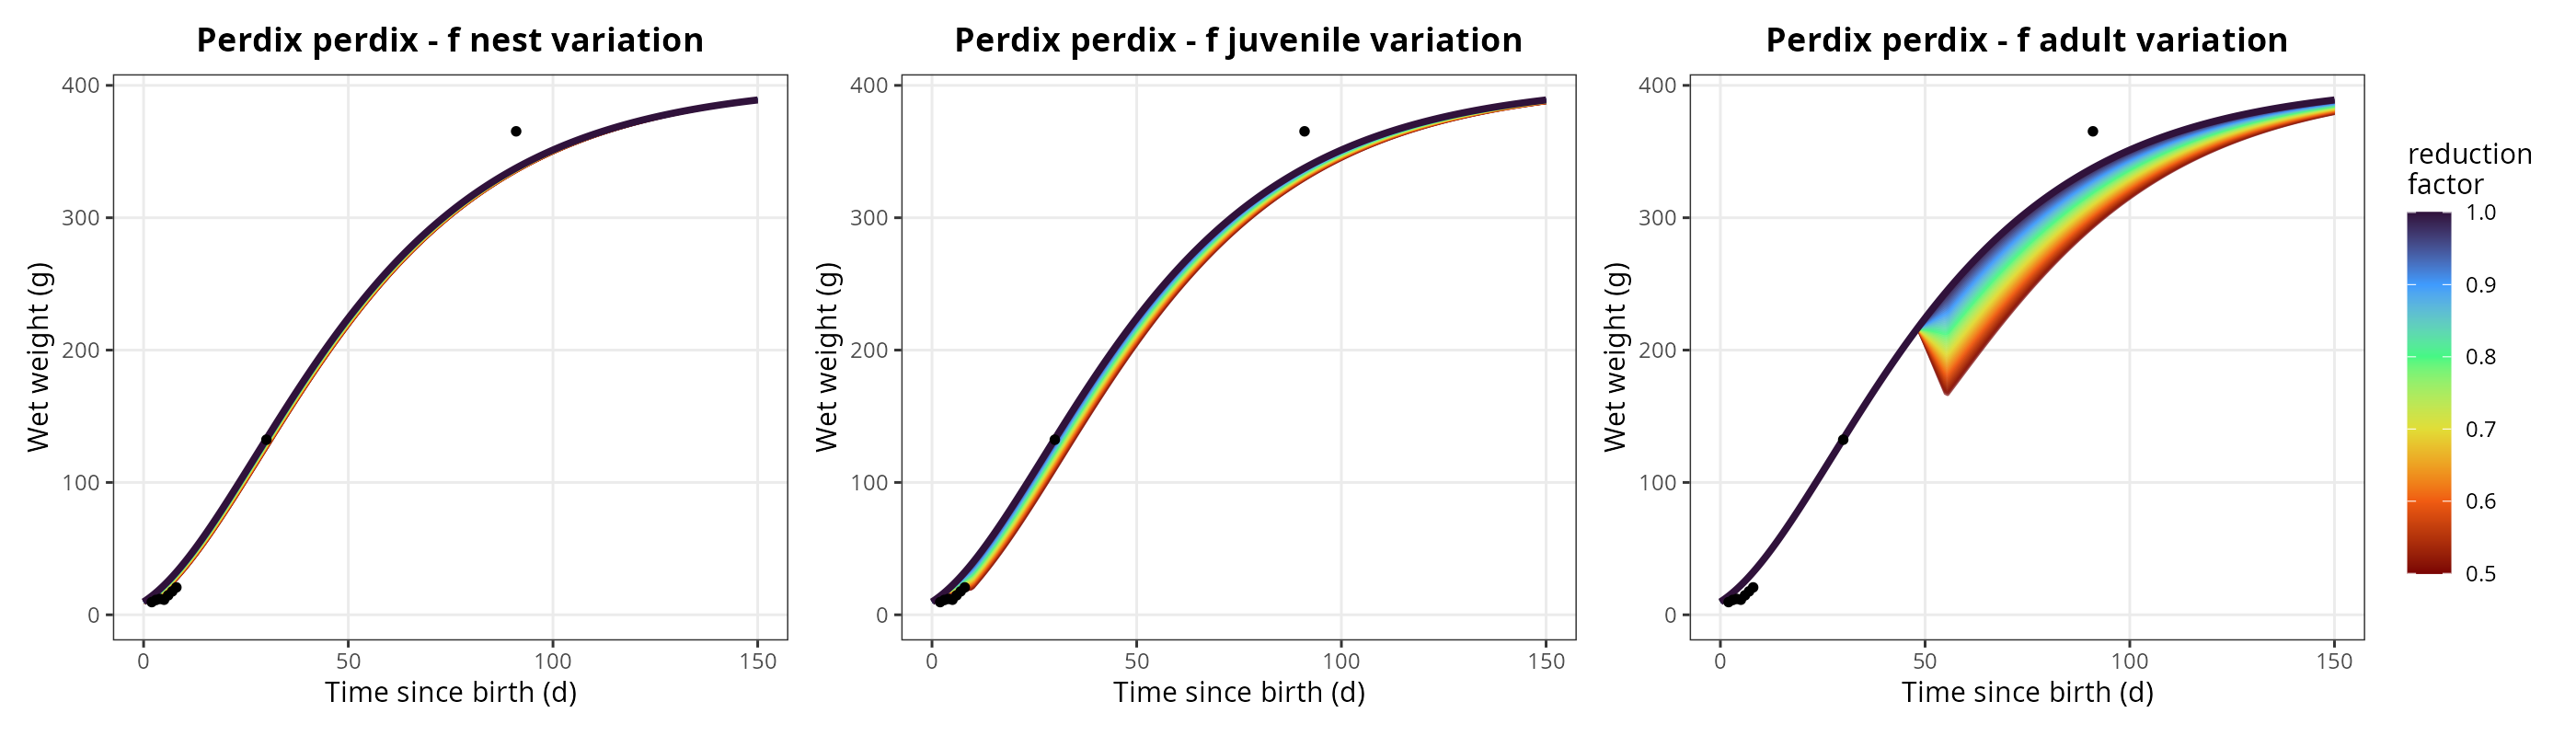 Perdix perdix - f nest variation
Wet weight (g)
400
300
200
100
0
0 50 100 150
Time since birth (d)
Perdix perdix - f juvenile variation
Wet weight (g)
400
300
200
100
0
0 50 100 150
Time since birth (d)
Perdix perdix - f adult variation
Wet weight (g)
400
300
200
100
0
0 50 100 150
Time since birth (d)
reduction
factor
1.0
0.9
0.8
0.7
0.6
0.5